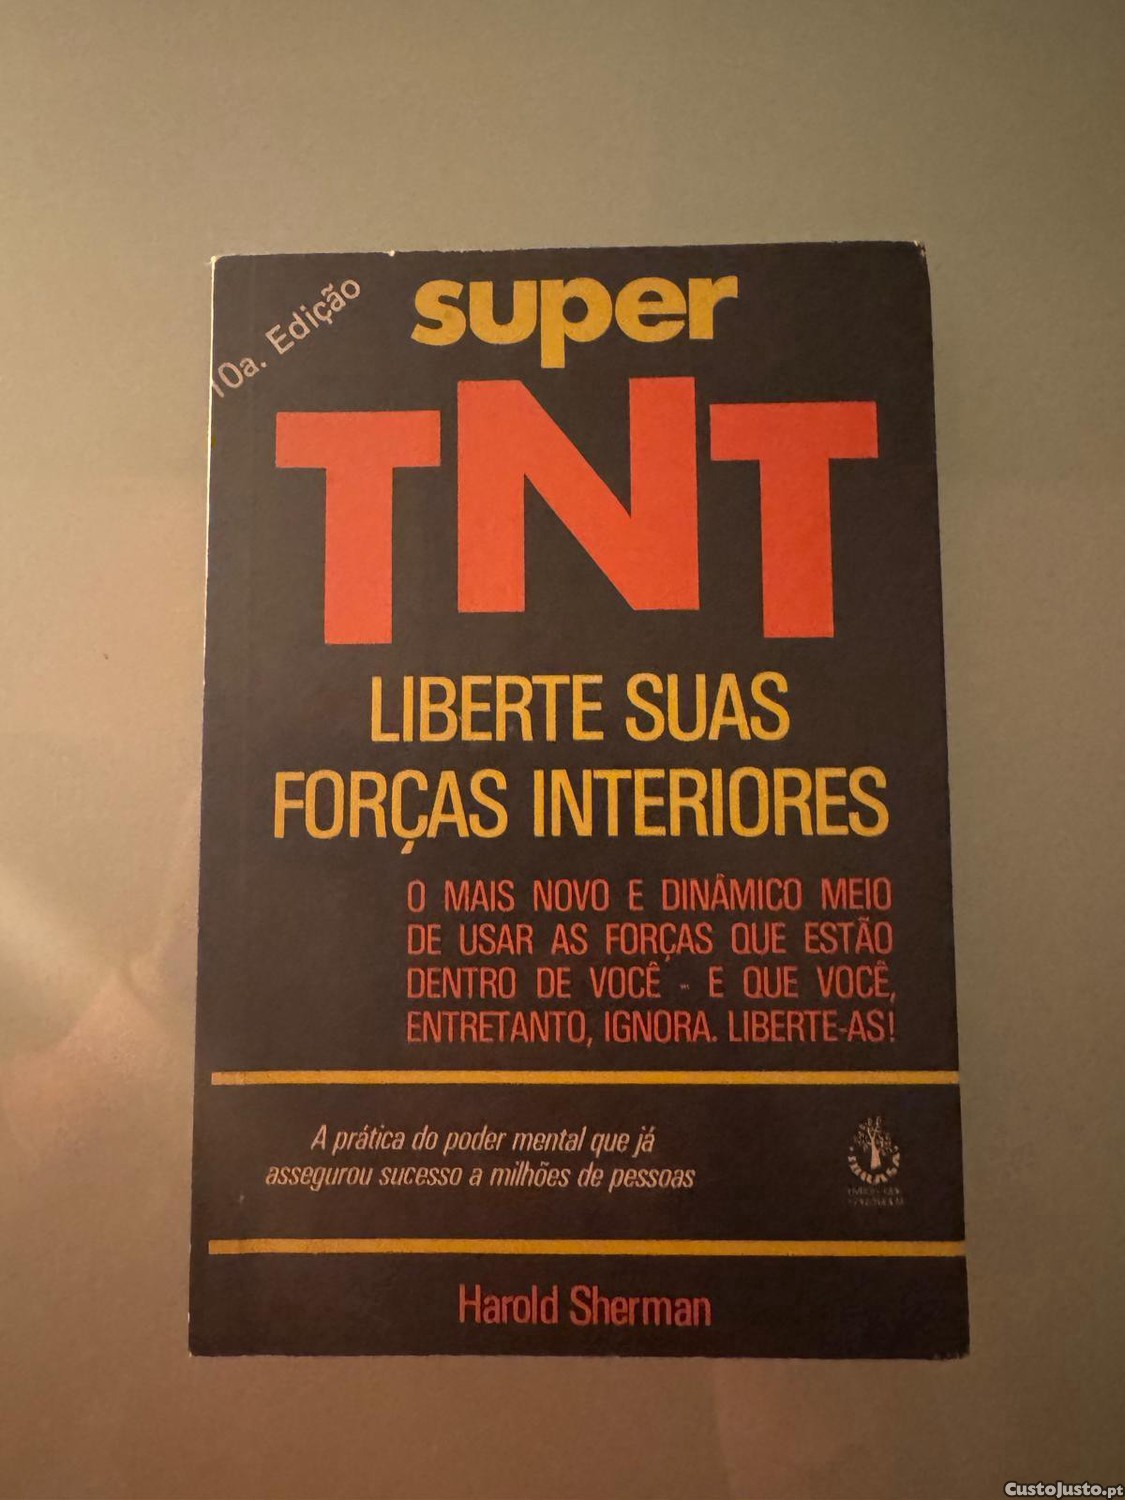 10a. Edição
super
TNT
LIBERTE SUAS
FORÇAS INTERIORES
O MAIS NOVO E DINÂMICO MEIO
DE USAR AS FORÇAS QUE ESTÃO
DENTRO DE VOCÊ - E QUE VOCÊ,
ENTRETANTO, IGNORA. LIBERTE-AS!
A prática do poder mental que já
assegurou sucesso a milhões de pessoas
IBRASA
Harold Sherman
CustoJusto.pt